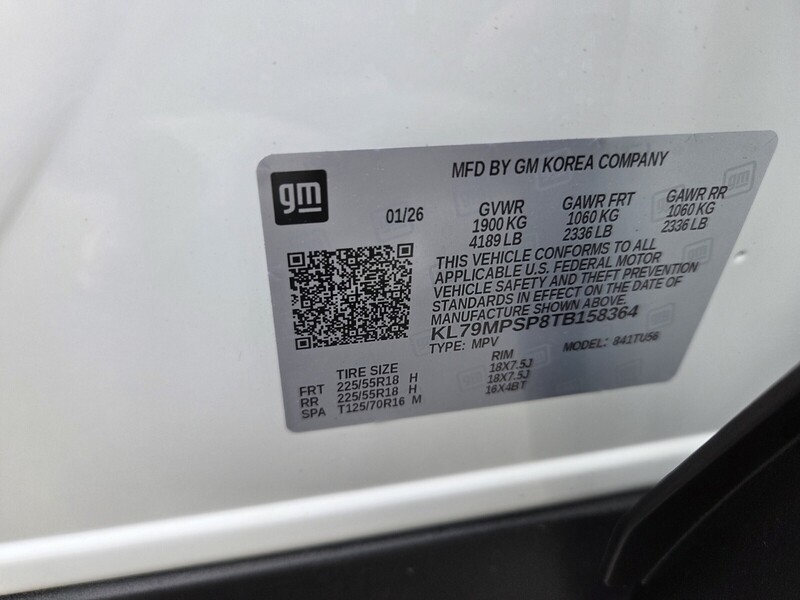 MFD BY GM KOREA COMPANY
gm
01/26
GVWR
1900 KG
4189 LB
GAWR FRT
1060 KG
2336 LB
GAWR RR
1060 KG
2336 LB
THIS VEHICLE CONFORMS TO ALL
APPLICABLE U.S. FEDERAL MOTOR
VEHICLE SAFETY AND THEFT PREVENTION
STANDARDS IN EFFECT ON THE DATE OF
MANUFACTURE SHOWN ABOVE.
KL79MPSP8TB158364
TYPE: MPV MODEL: 841TU56
TIRE SIZE RIM
FRT 225/55R18 H 18X7.5J
RR 225/55R18 H 18X7.5J
SPA T125/70R16 M 16X4BT